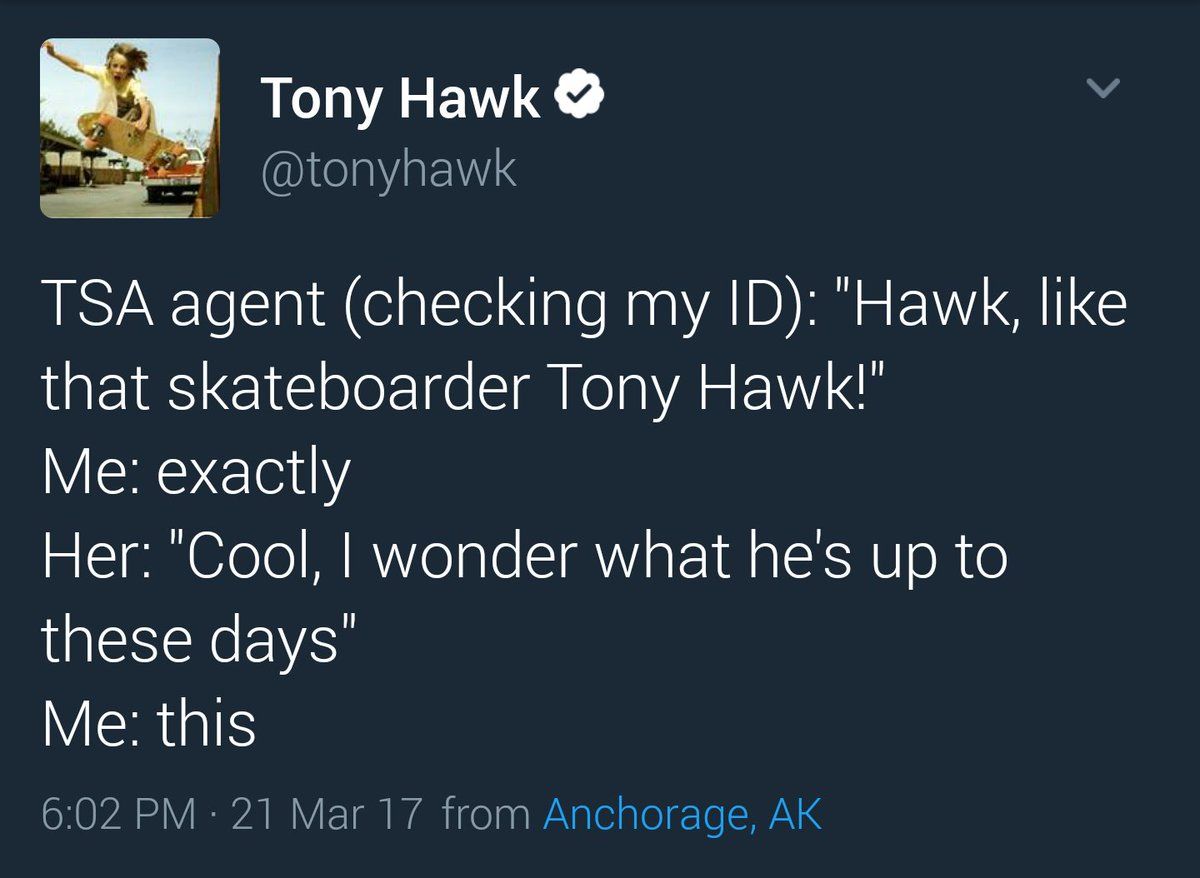 Tony Hawk
@tonyhawk
TSA agent (checking my ID): "Hawk, like
that skateboarder Tony Hawk!"
Me: exactly
Her: "Cool, I wonder what he's up to
these days"
Me: this
6:02 PM · 21 Mar 17 from Anchorage, AK